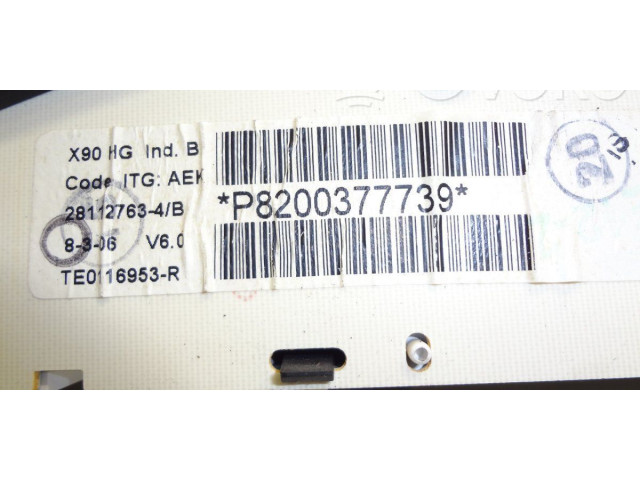 X90 HG Ind. B
Code ITG: AEK
28112763-4/B
8-3-06 V6.0
TE0116953-R
*P8200377739*
20